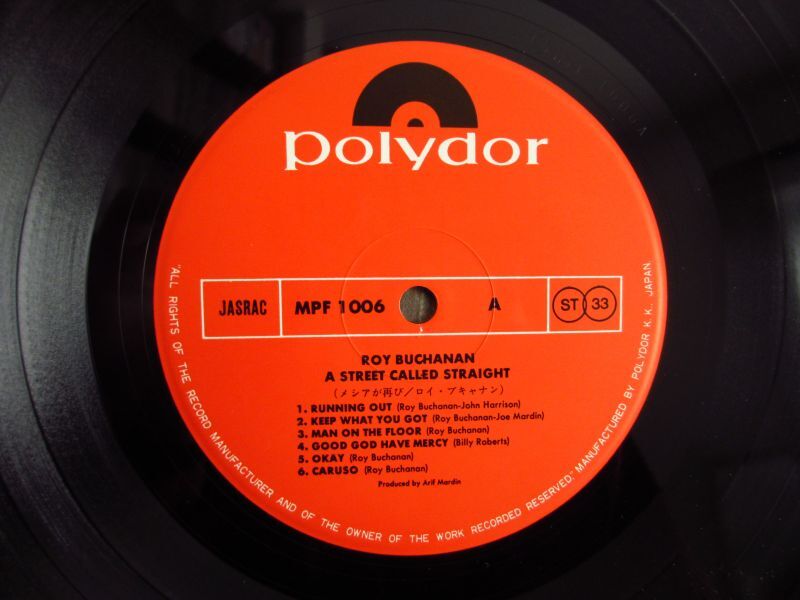 polydor
JASRAC
MPF 1006
A
ST 33
ROY BUCHANAN
A STREET CALLED STRAIGHT
(メシアが再び/ロイ・ブキャナン)
1. RUNNING OUT (Roy Buchanan-John Harrison)
2. KEEP WHAT YOU GOT (Roy Buchanan-Joe Mardin)
3. MAN ON THE FLOOR (Roy Buchanan)
4. GOOD GOD HAVE MERCY (Billy Roberts)
5. OKAY (Roy Buchanan)
6. CARUSO (Roy Buchanan)
Produced by Arif Mardin
"ALL RIGHTS OF THE RECORD MANUFACTURER AND OF THE OWNER OF THE WORK RECORDED RESERVED." MANUFACTURED BY POLYDOR K.K., JAPAN.